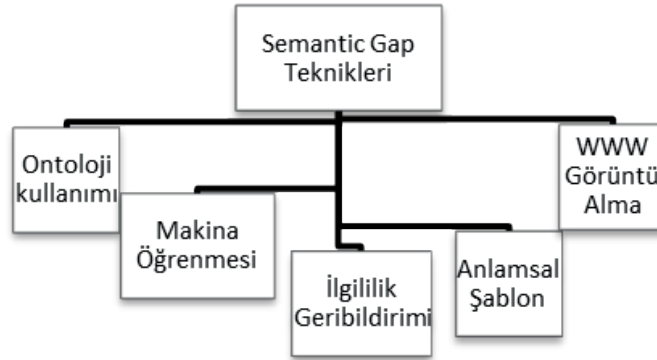 Semantic Gap
Teknikleri
Ontoloji
kullanımı
Makina
Öğrenmesi
İlgililik
Geribildirimi
Anlamsal
Şablon
WWW
Görüntü
Alma